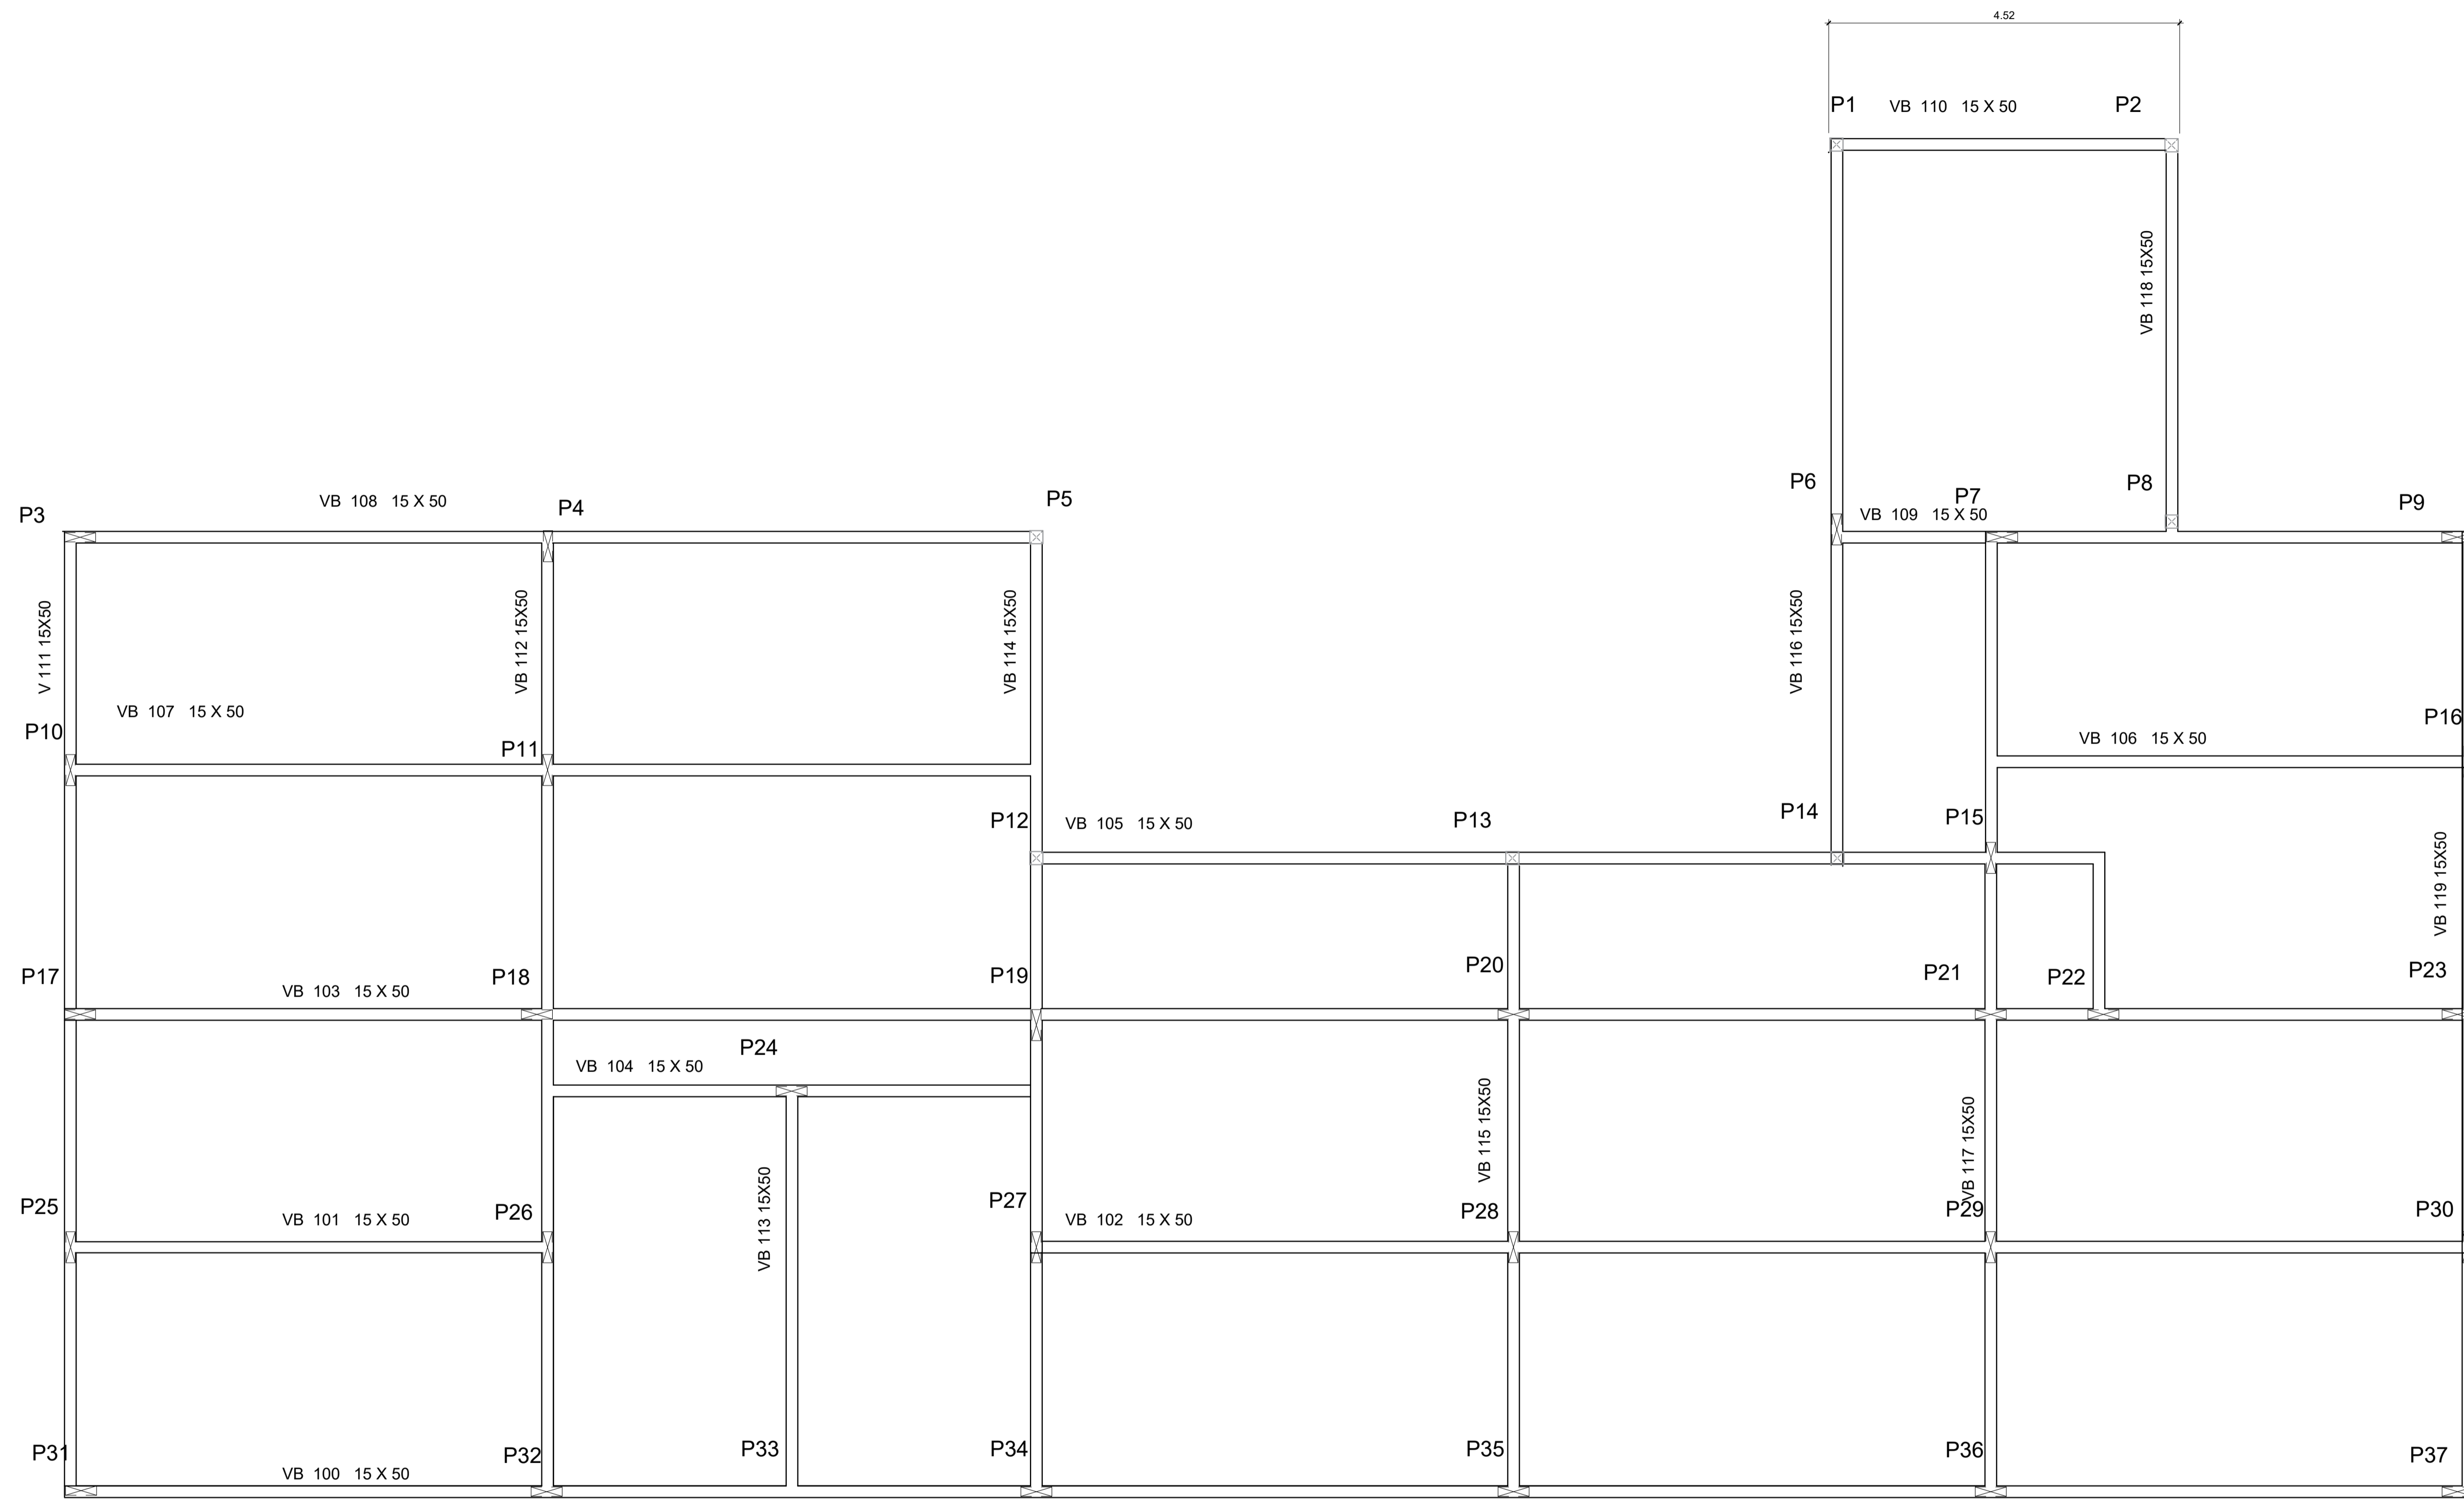 4.52
P1
VB 110 15 X 50
P2
VB 118 15X50
P6
P7
P8
VB 109 15 X 50
P9
P3
VB 108 15 X 50
P4
P5
V 111 15X50
VB 112 15X50
VB 114 15X50
VB 116 15X50
P10
VB 107 15 X 50
P11
VB 106 15 X 50
P16
P12
VB 105 15 X 50
P13
P14
P15
VB 119 15X50
P17
VB 103 15 X 50
P18
P19
P20
P21
P22
P23
P24
VB 104 15 X 50
VB 115 15X50
VB 117 15X50
P25
VB 101 15 X 50
P26
VB 113 15X50
P27
VB 102 15 X 50
P28
P29
P30
P31
VB 100 15 X 50
P32
P33
P34
P35
P36
P37